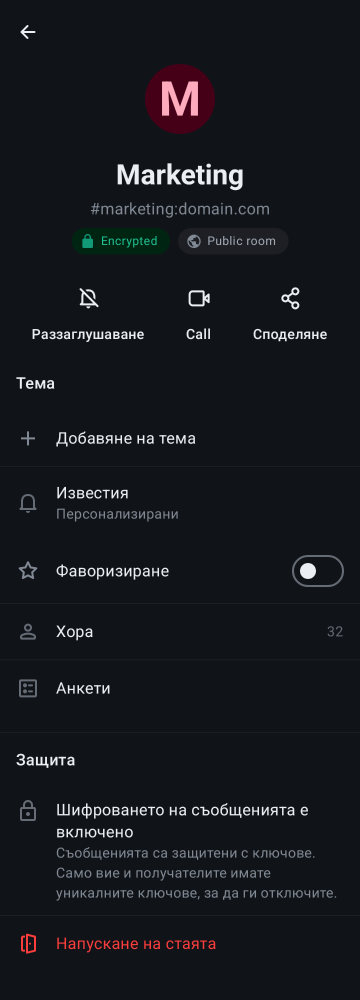 M
Marketing
#marketing:domain.com
Encrypted
Public room
Раззаглушаване
Call
Споделяне
Тема
Добавяне на тема
Известия
Персонализирани
Фаворизиране
Хора
32
Анкети
Защита
Шифроването на съобщенията е
включено
Съобщенията са защитени с ключове.
Само вие и получателите имате
уникалните ключове, за да ги отключите.
Напускане на стаята